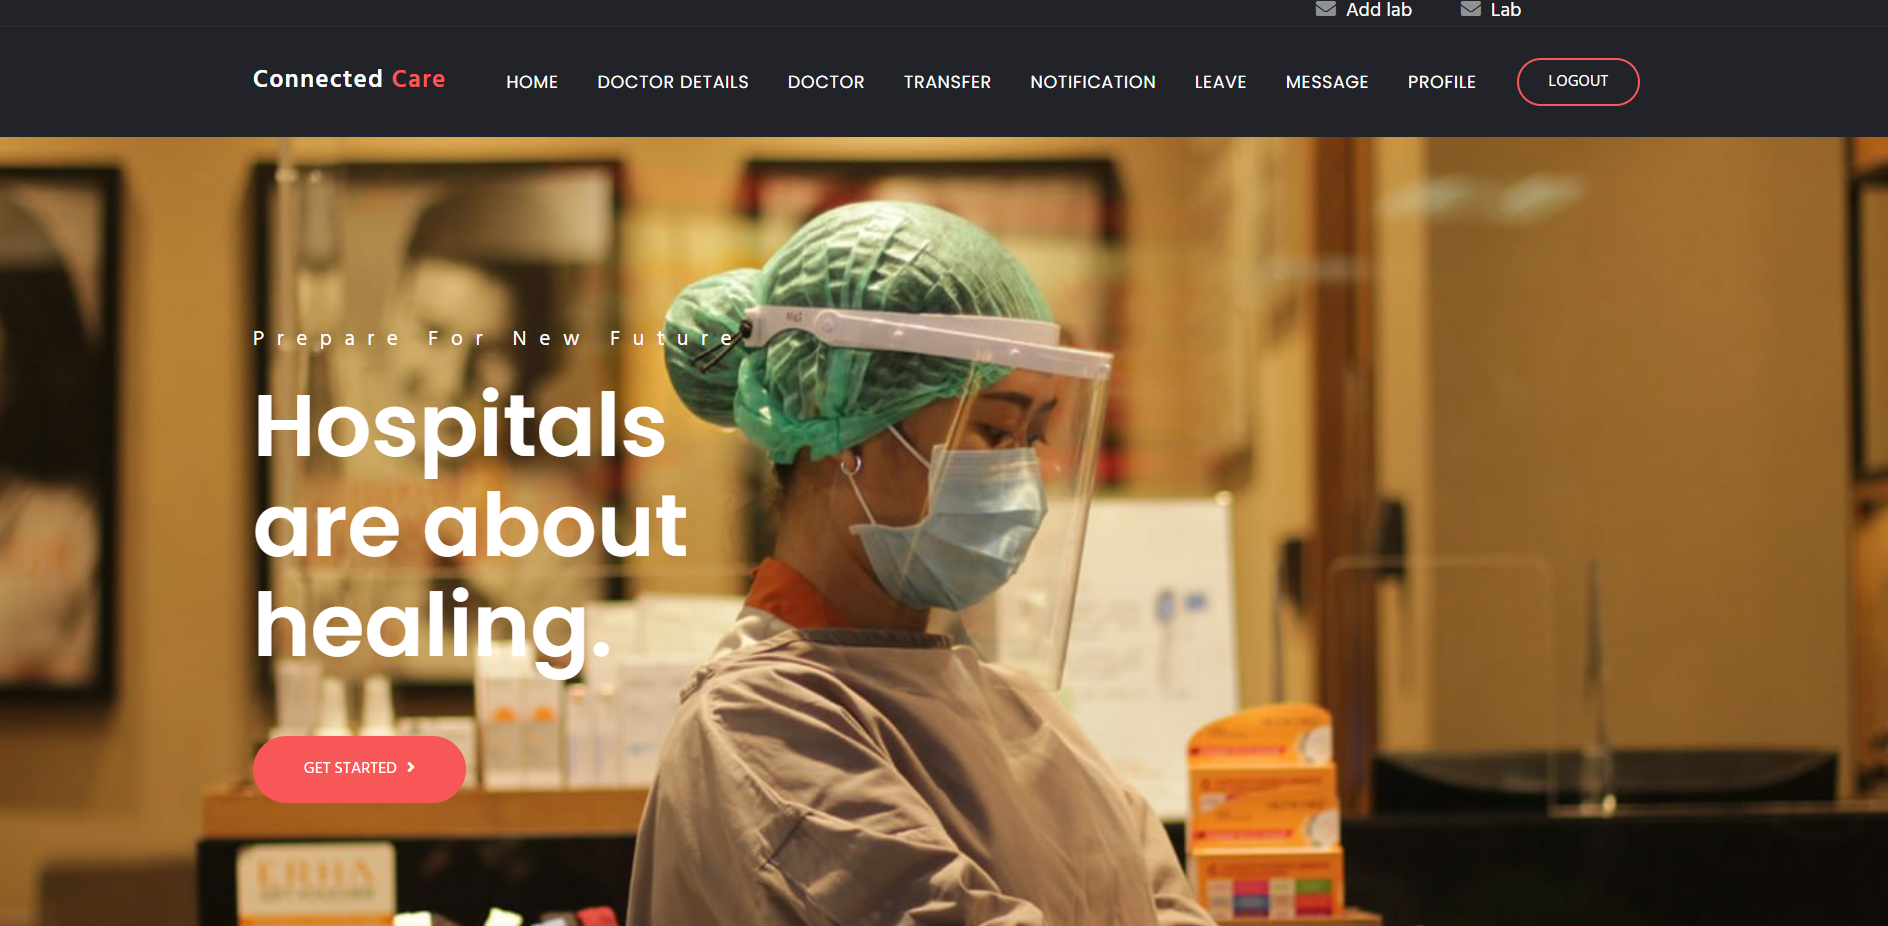 Add lab Lab
Connected Care HOME DOCTOR DETAILS DOCTOR TRANSFER NOTIFICATION LEAVE MESSAGE PROFILE LOGOUT
Prepare For New Future
Hospitals
are about
healing.
GET STARTED